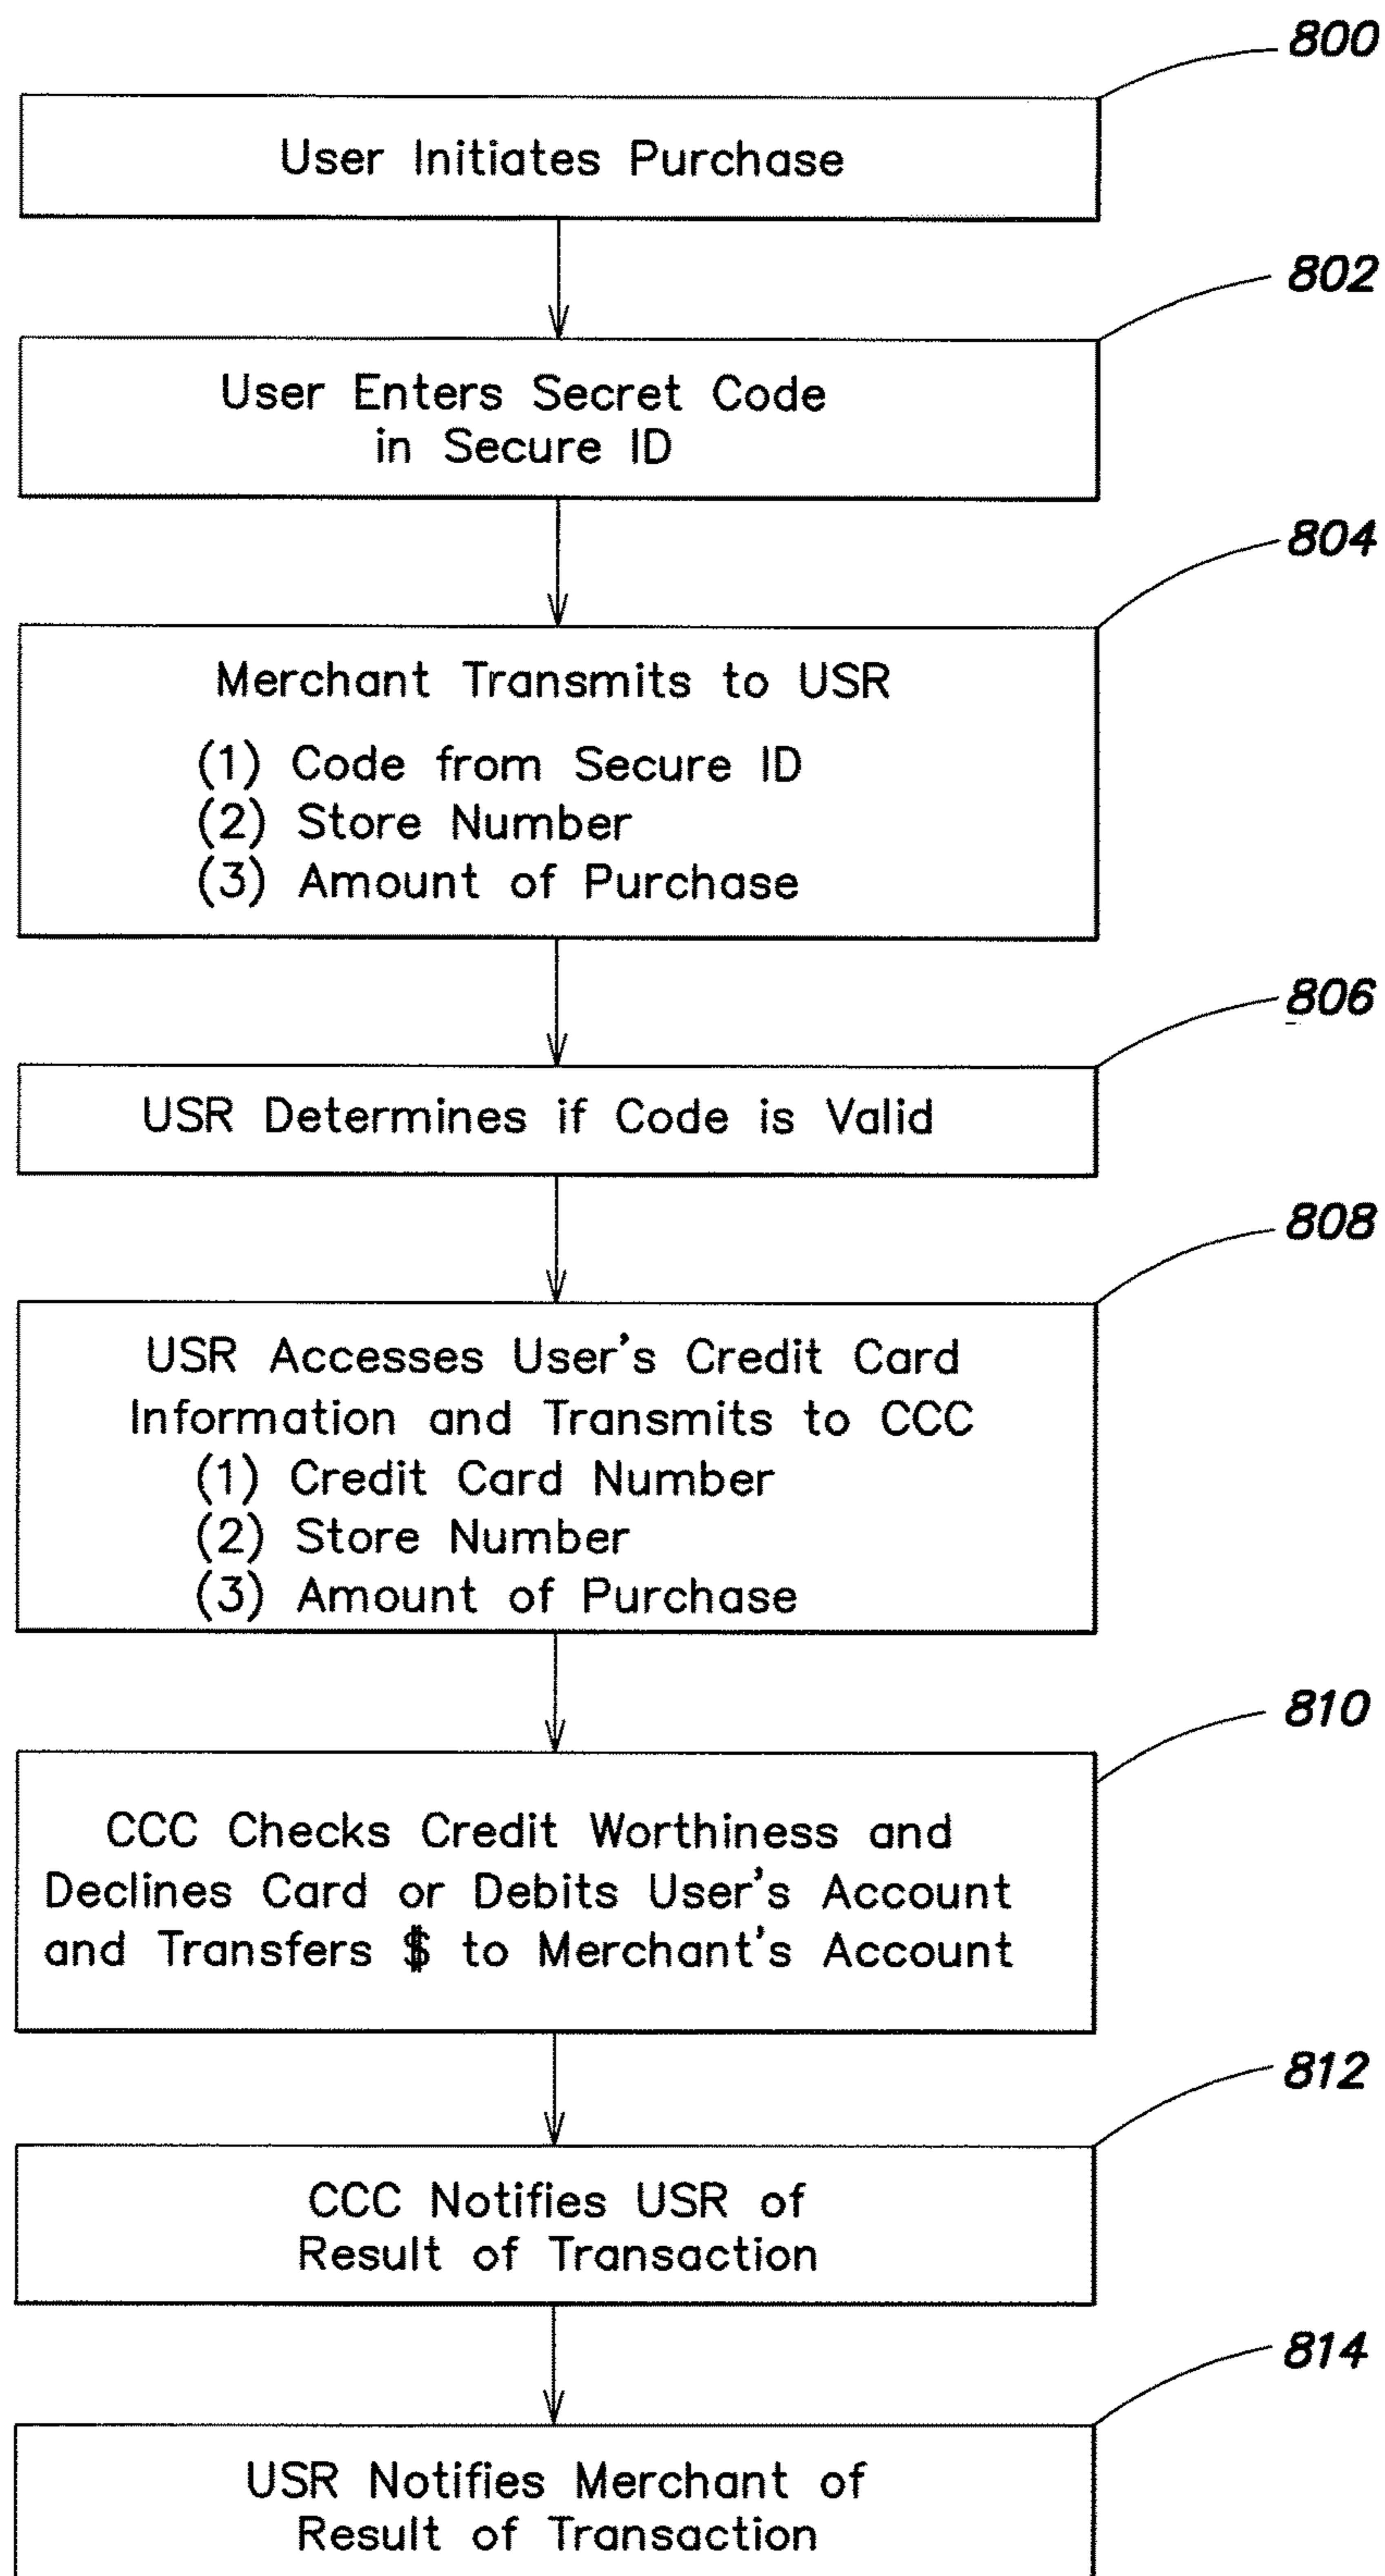 800
User Initiates Purchase
802
User Enters Secret Code
in Secure ID
804
Merchant Transmits to USR
(1) Code from Secure ID
(2) Store Number
(3) Amount of Purchase
806
USR Determines if Code is Valid
808
USR Accesses User's Credit Card
Information and Transmits to CCC
(1) Credit Card Number
(2) Store Number
(3) Amount of Purchase
810
CCC Checks Credit Worthiness and
Declines Card or Debits User's Account
and Transfers $ to Merchant's Account
812
CCC Notifies USR of
Result of Transaction
814
USR Notifies Merchant of
Result of Transaction